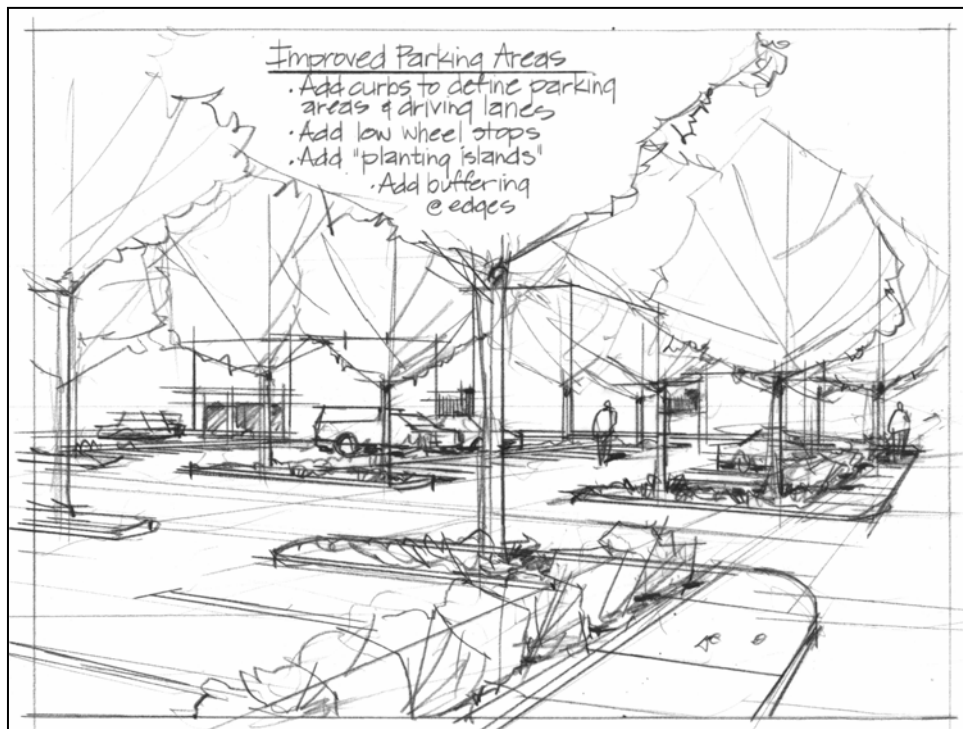 Improved Parking Areas
· Add curbs to define parking
areas & driving lanes
· Add low wheel stops
· Add "planting islands"
· Add buffering
@ edges